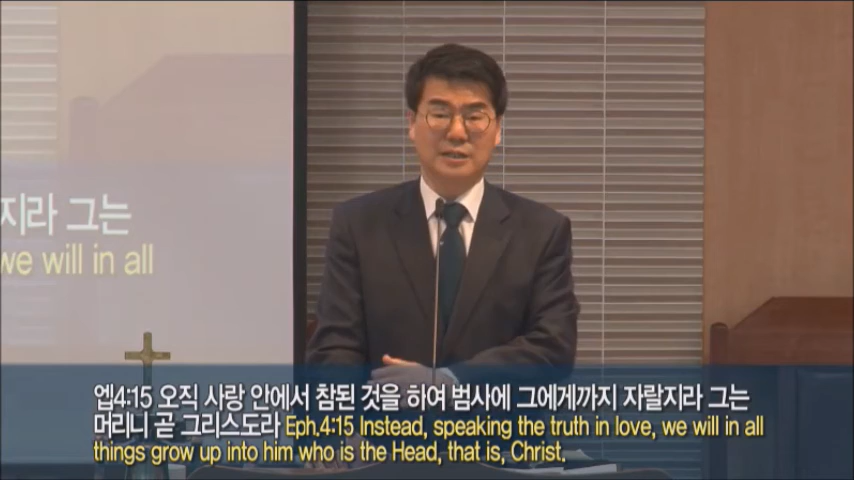 지라 그는
we will in all
엡4:15 오직 사랑 안에서 참된 것을 하여 범사에 그에게까지 자랄지라 그는
머리니 곧 그리스도라 Eph.4:15 Instead, speaking the truth in love, we will in all
things grow up into him who is the Head, that is, Christ.